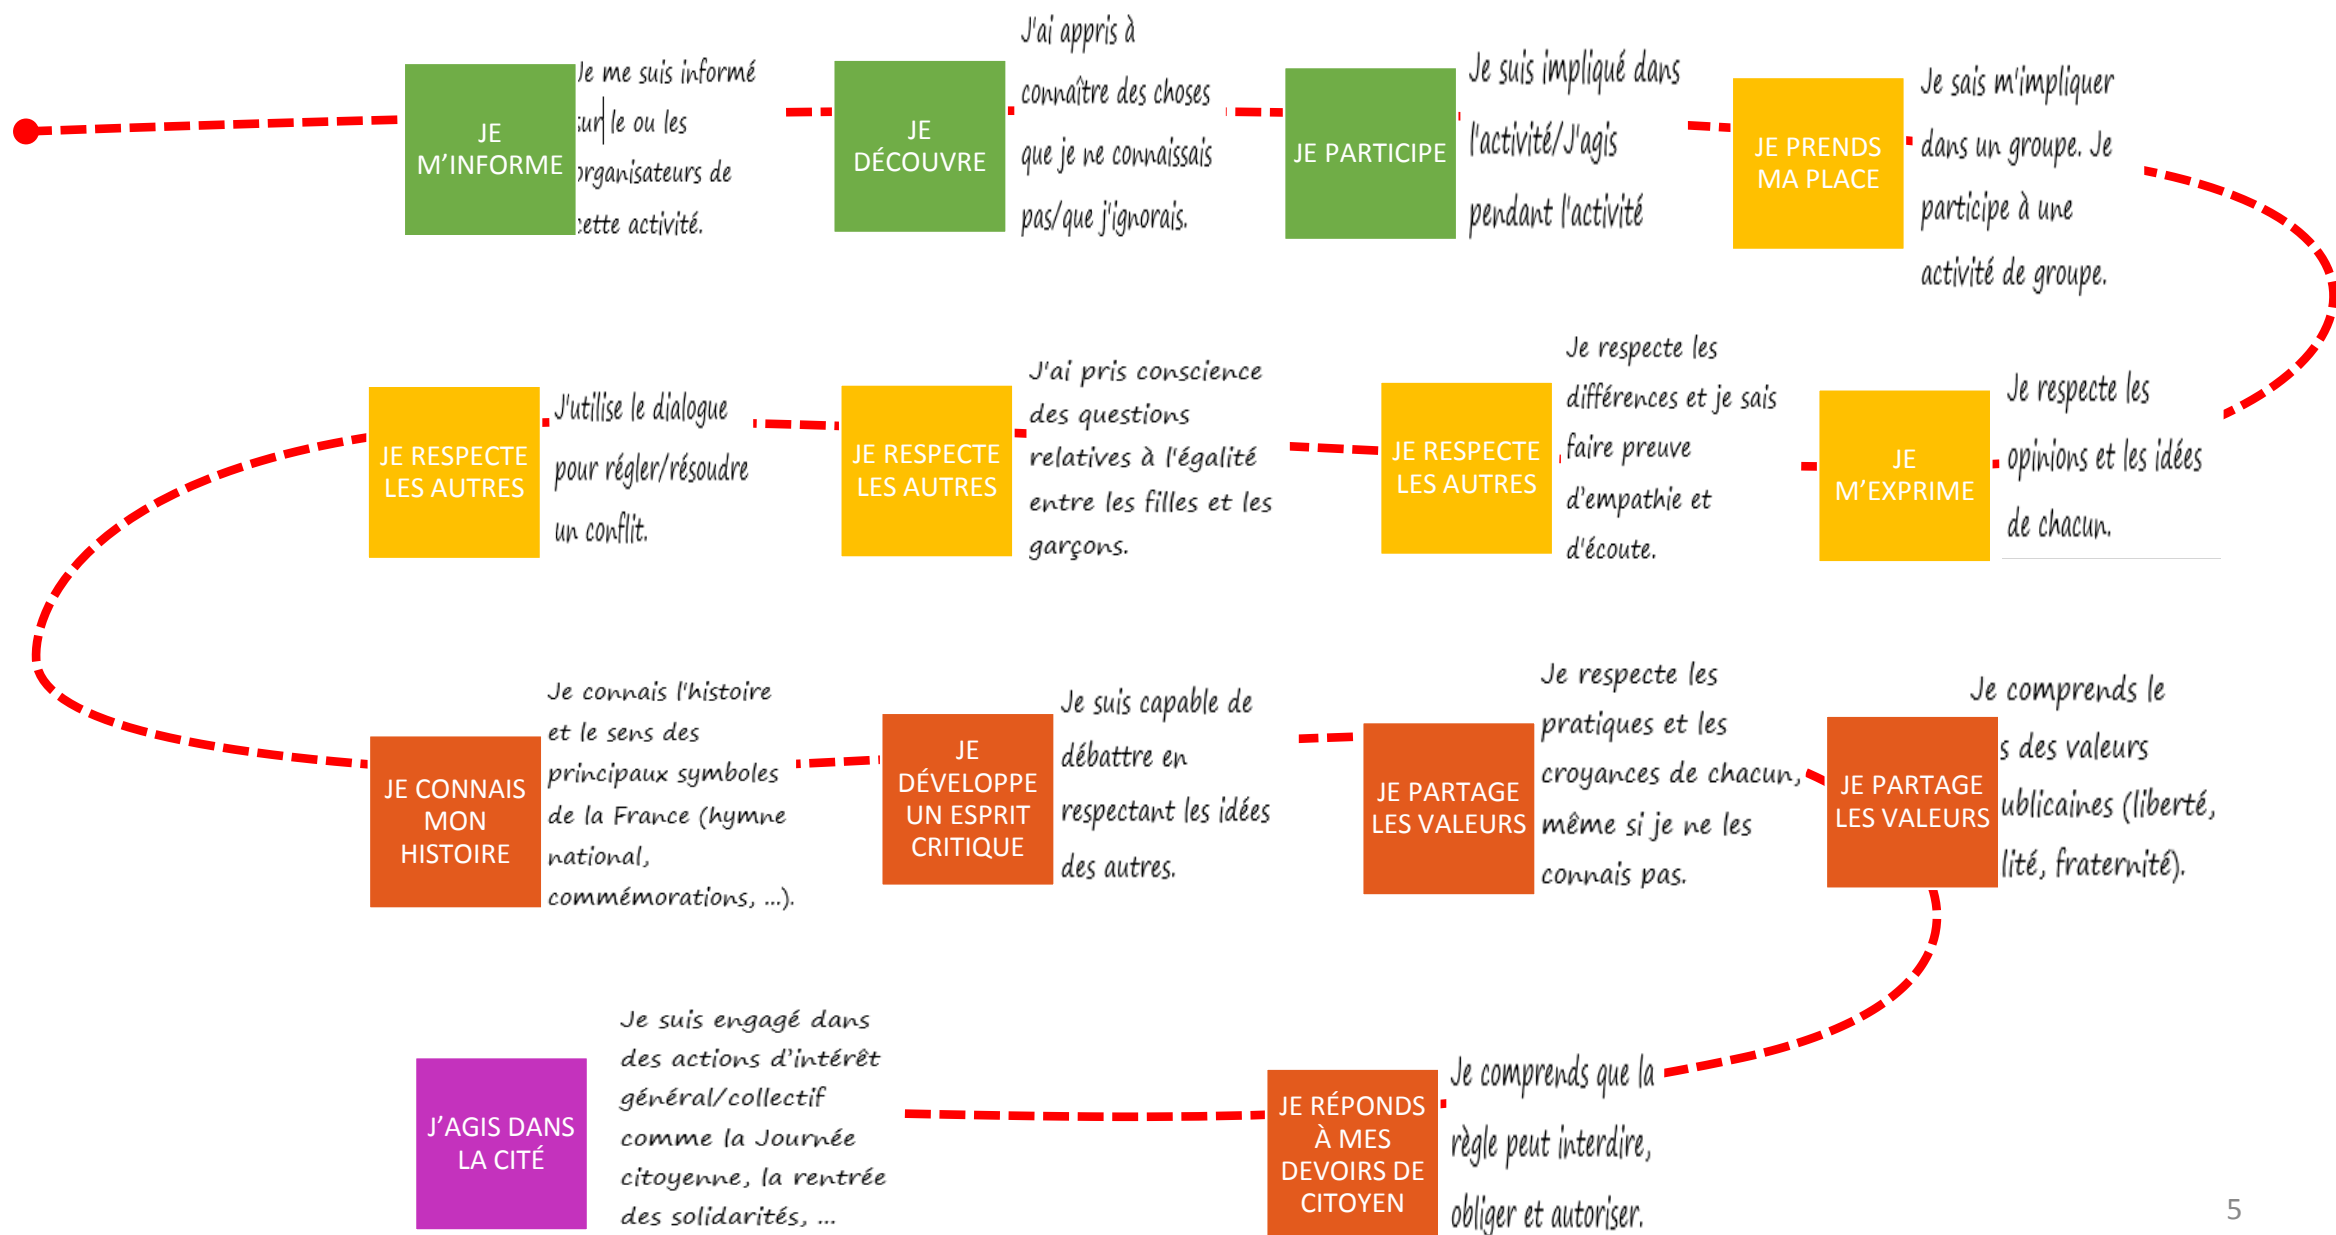 JE
M'INFORME
Je me suis informé
sur le ou les
organisateurs de
cette activité.
JE
DÉCOUVRE
J'ai appris à
connaître des choses
que je ne connaissais
pas/que j'ignorais.
JE PARTICIPE
Je suis impliqué dans
l'activité/J'agis
pendant l'activité
JE PRENDS
MA PLACE
Je sais m'impliquer
dans un groupe. Je
participe à une
activité de groupe.
JE
M'EXPRIME
Je respecte les
opinions et les idées
de chacun.
JE RESPECTE
LES AUTRES
Je respecte les
différences et je sais
faire preuve
d'empathie et
d'écoute.
JE RESPECTE
LES AUTRES
J'ai pris conscience
des questions
relatives à l'égalité
entre les filles et les
garçons.
JE RESPECTE
LES AUTRES
J'utilise le dialogue
pour régler/résoudre
un conflit.
JE CONNAIS
MON
HISTOIRE
Je connais l'histoire
et le sens des
principaux symboles
de la France (hymne
national,
commémorations, ...).
JE
DÉVELOPPE
UN ESPRIT
CRITIQUE
Je suis capable de
débattre en
respectant les idées
des autres.
JE PARTAGE
LES VALEURS
Je respecte les
pratiques et les
croyances de chacun,
même si je ne les
connais pas.
JE PARTAGE
LES VALEURS
Je comprends le
s des valeurs
ublicaines (liberté,
lité, fraternité).
JE RÉPONDS
À MES
DEVOIRS DE
CITOYEN
Je comprends que la
règle peut interdire,
obliger et autoriser.
J'AGIS DANS
LA CITÉ
Je suis engagé dans
des actions d'intérêt
général/collectif
comme la Journée
citoyenne, la rentrée
des solidarités, ...
5